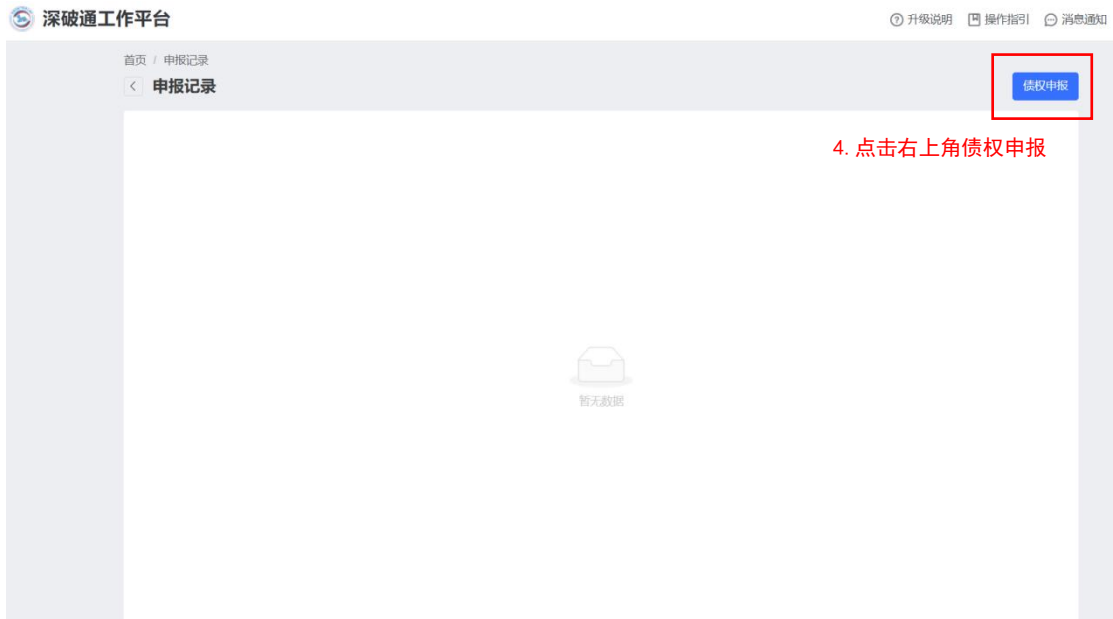 深破通工作平台
升级说明 操作指引 消息通知
首页 / 申报记录
申报记录
债权申报
4. 点击右上角债权申报
暂无数据